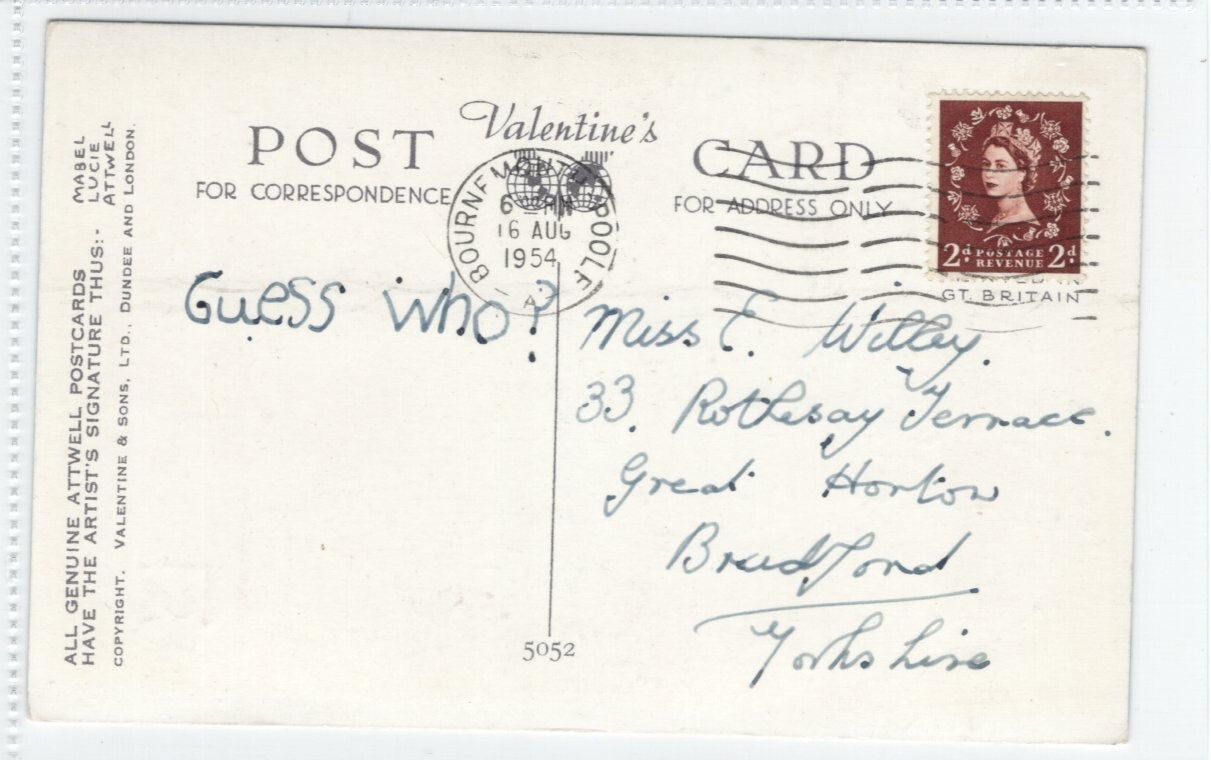 Valentine's
POST CARD
FOR CORRESPONDENCE
FOR ADDRESS ONLY
BOURNEMOUTH POOLE
6
16 AUG
1954
A
2d. POSTAGE REVENUE 2d.
GT. BRITAIN
Guess who?
Miss E. Willey.
33. Rothesay Terrace.
Great Horton
Bradford
Yorkshire
5052
ALL GENUINE ATTWELL POSTCARDS
HAVE THE ARTIST'S SIGNATURE THUS:-
MABEL
LUCIE
ATTWELL
COPYRIGHT. VALENTINE & SONS, LTD., DUNDEE AND LONDON.